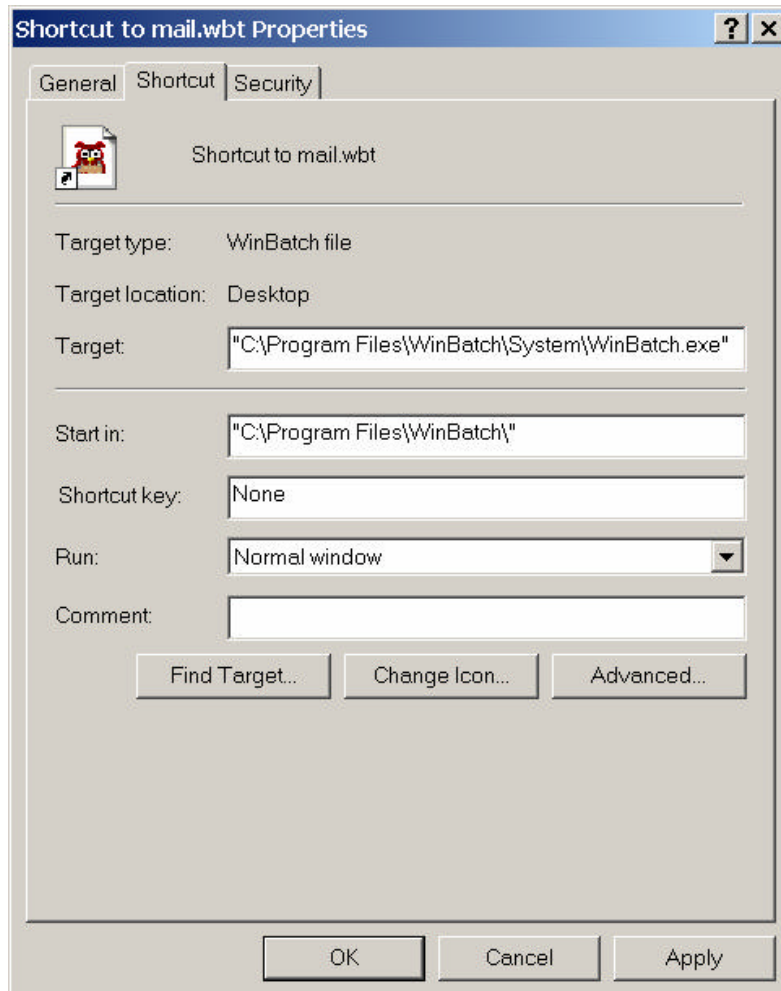 Shortcut to mail.wbt Properties
General Shortcut Security
Shortcut to mail.wbt
Target type: WinBatch file
Target location: Desktop
Target: "C:\Program Files\WinBatch\System\WinBatch.exe"
Start in: "C:\Program Files\WinBatch\"
Shortcut key: None
Run: Normal window
Comment:
Find Target... Change Icon... Advanced...
OK Cancel Apply